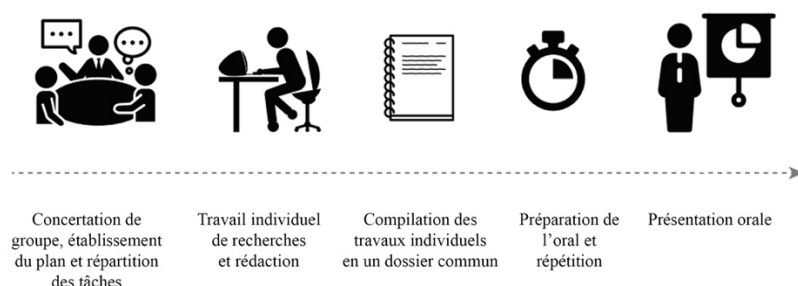 Concertation de
groupe, établissement
du plan et répartition
des tâches
Travail individuel
de recherches
et rédaction
Compilation des
travaux individuels
en un dossier commun
Préparation de
l’oral et
répétition
Présentation orale